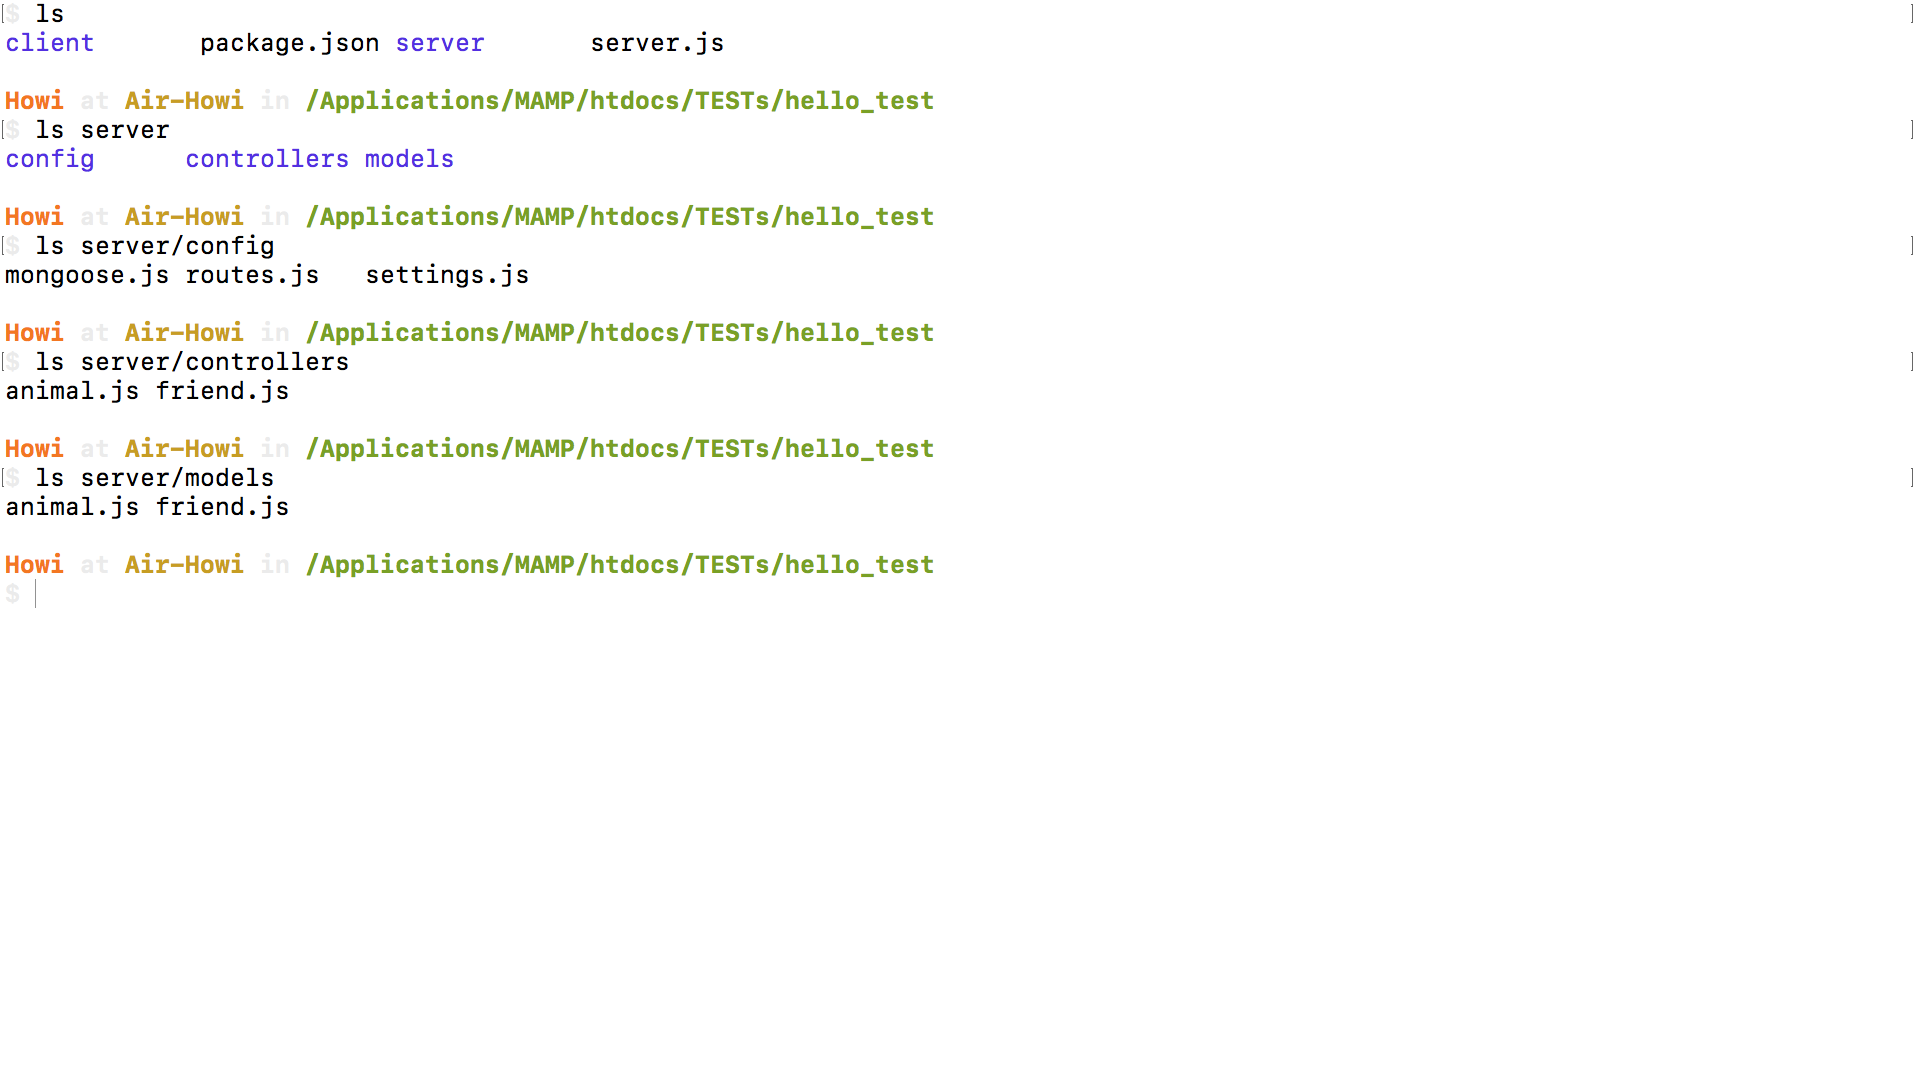 $ ls
client       package.json server       server.js
Howi at Air-Howi in /Applications/MAMP/htdocs/TESTs/hello_test
$ ls server
config      controllers models
Howi at Air-Howi in /Applications/MAMP/htdocs/TESTs/hello_test
$ ls server/config
mongoose.js routes.js   settings.js
Howi at Air-Howi in /Applications/MAMP/htdocs/TESTs/hello_test
$ ls server/controllers
animal.js friend.js
Howi at Air-Howi in /Applications/MAMP/htdocs/TESTs/hello_test
$ ls server/models
animal.js friend.js
Howi at Air-Howi in /Applications/MAMP/htdocs/TESTs/hello_test
$